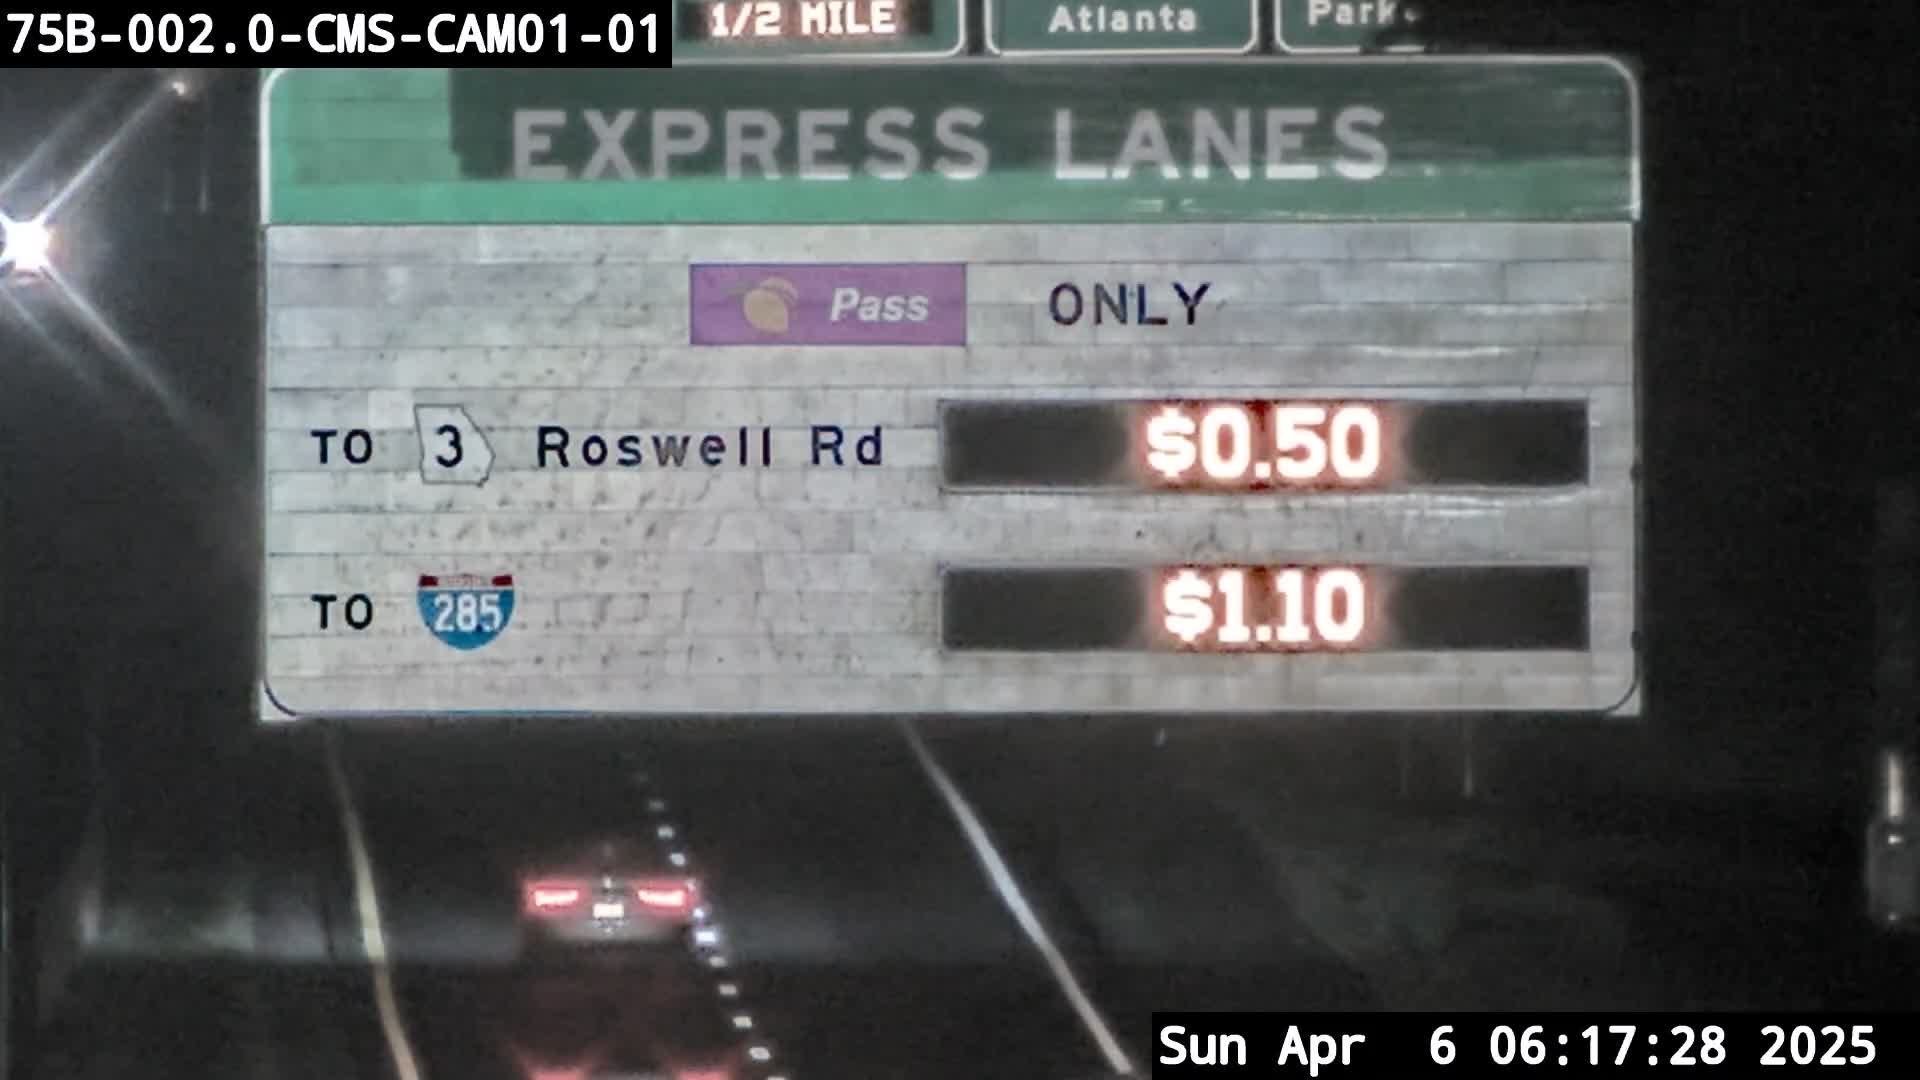 75B-002.0-CMS-CAM01-01
1/2 MILE
Atlanta
Park
EXPRESS LANES
Pass ONLY
TO 3 Roswell Rd $0.50
TO 285 $1.10
Sun Apr 6 06:17:28 2025